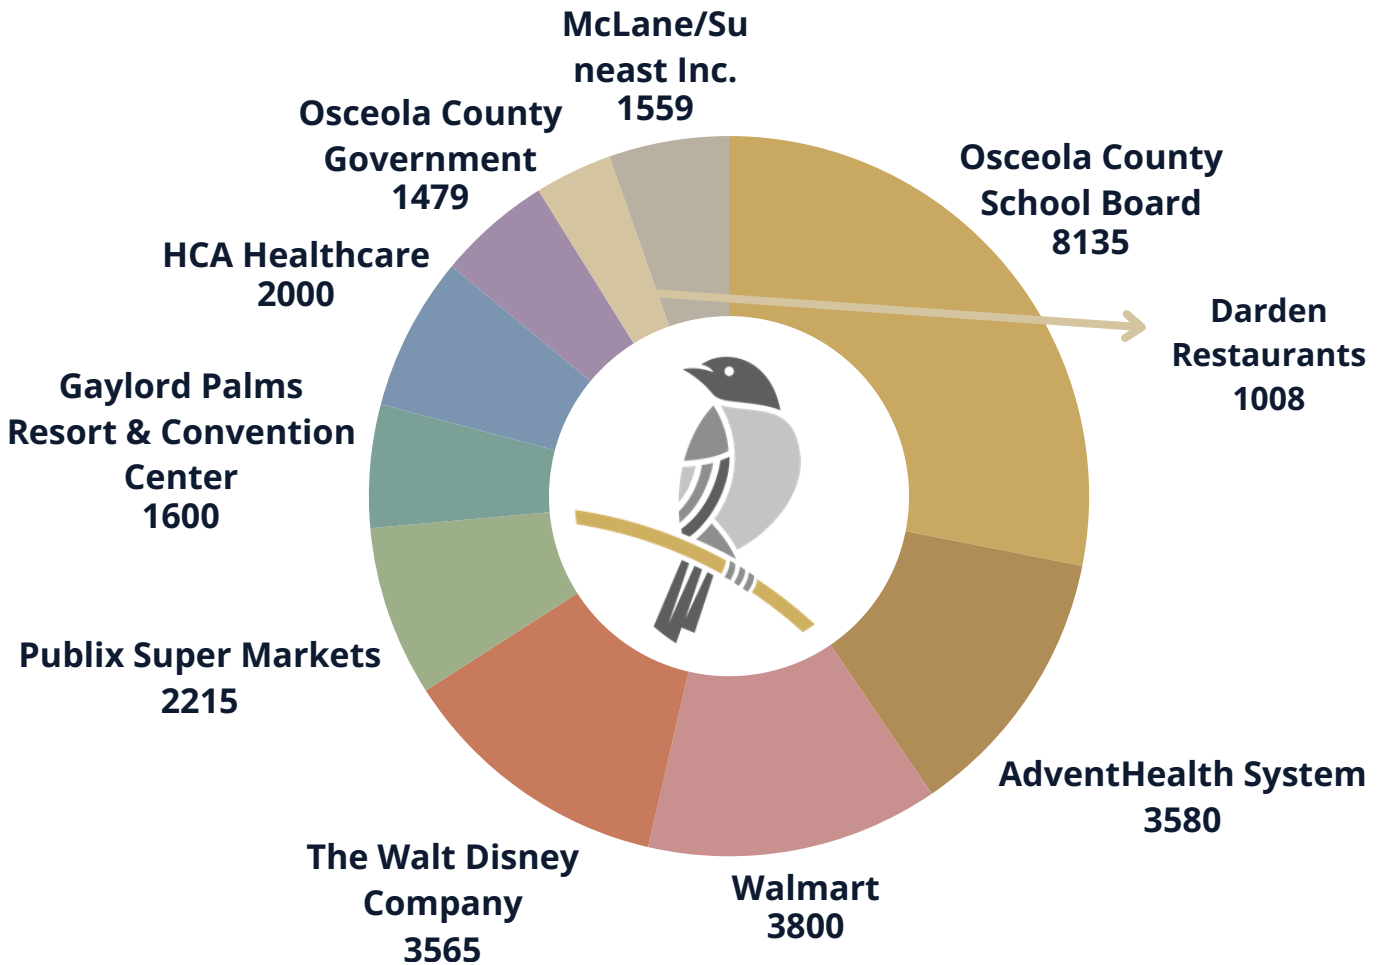 McLane/Su
neast Inc.
1559
Osceola County
Government
1479
Osceola County
School Board
8135
HCA Healthcare
2000
Darden
Restaurants
1008
Gaylord Palms
Resort & Convention
Center
1600
Publix Super Markets
2215
AdventHealth System
3580
The Walt Disney
Company
3565
Walmart
3800